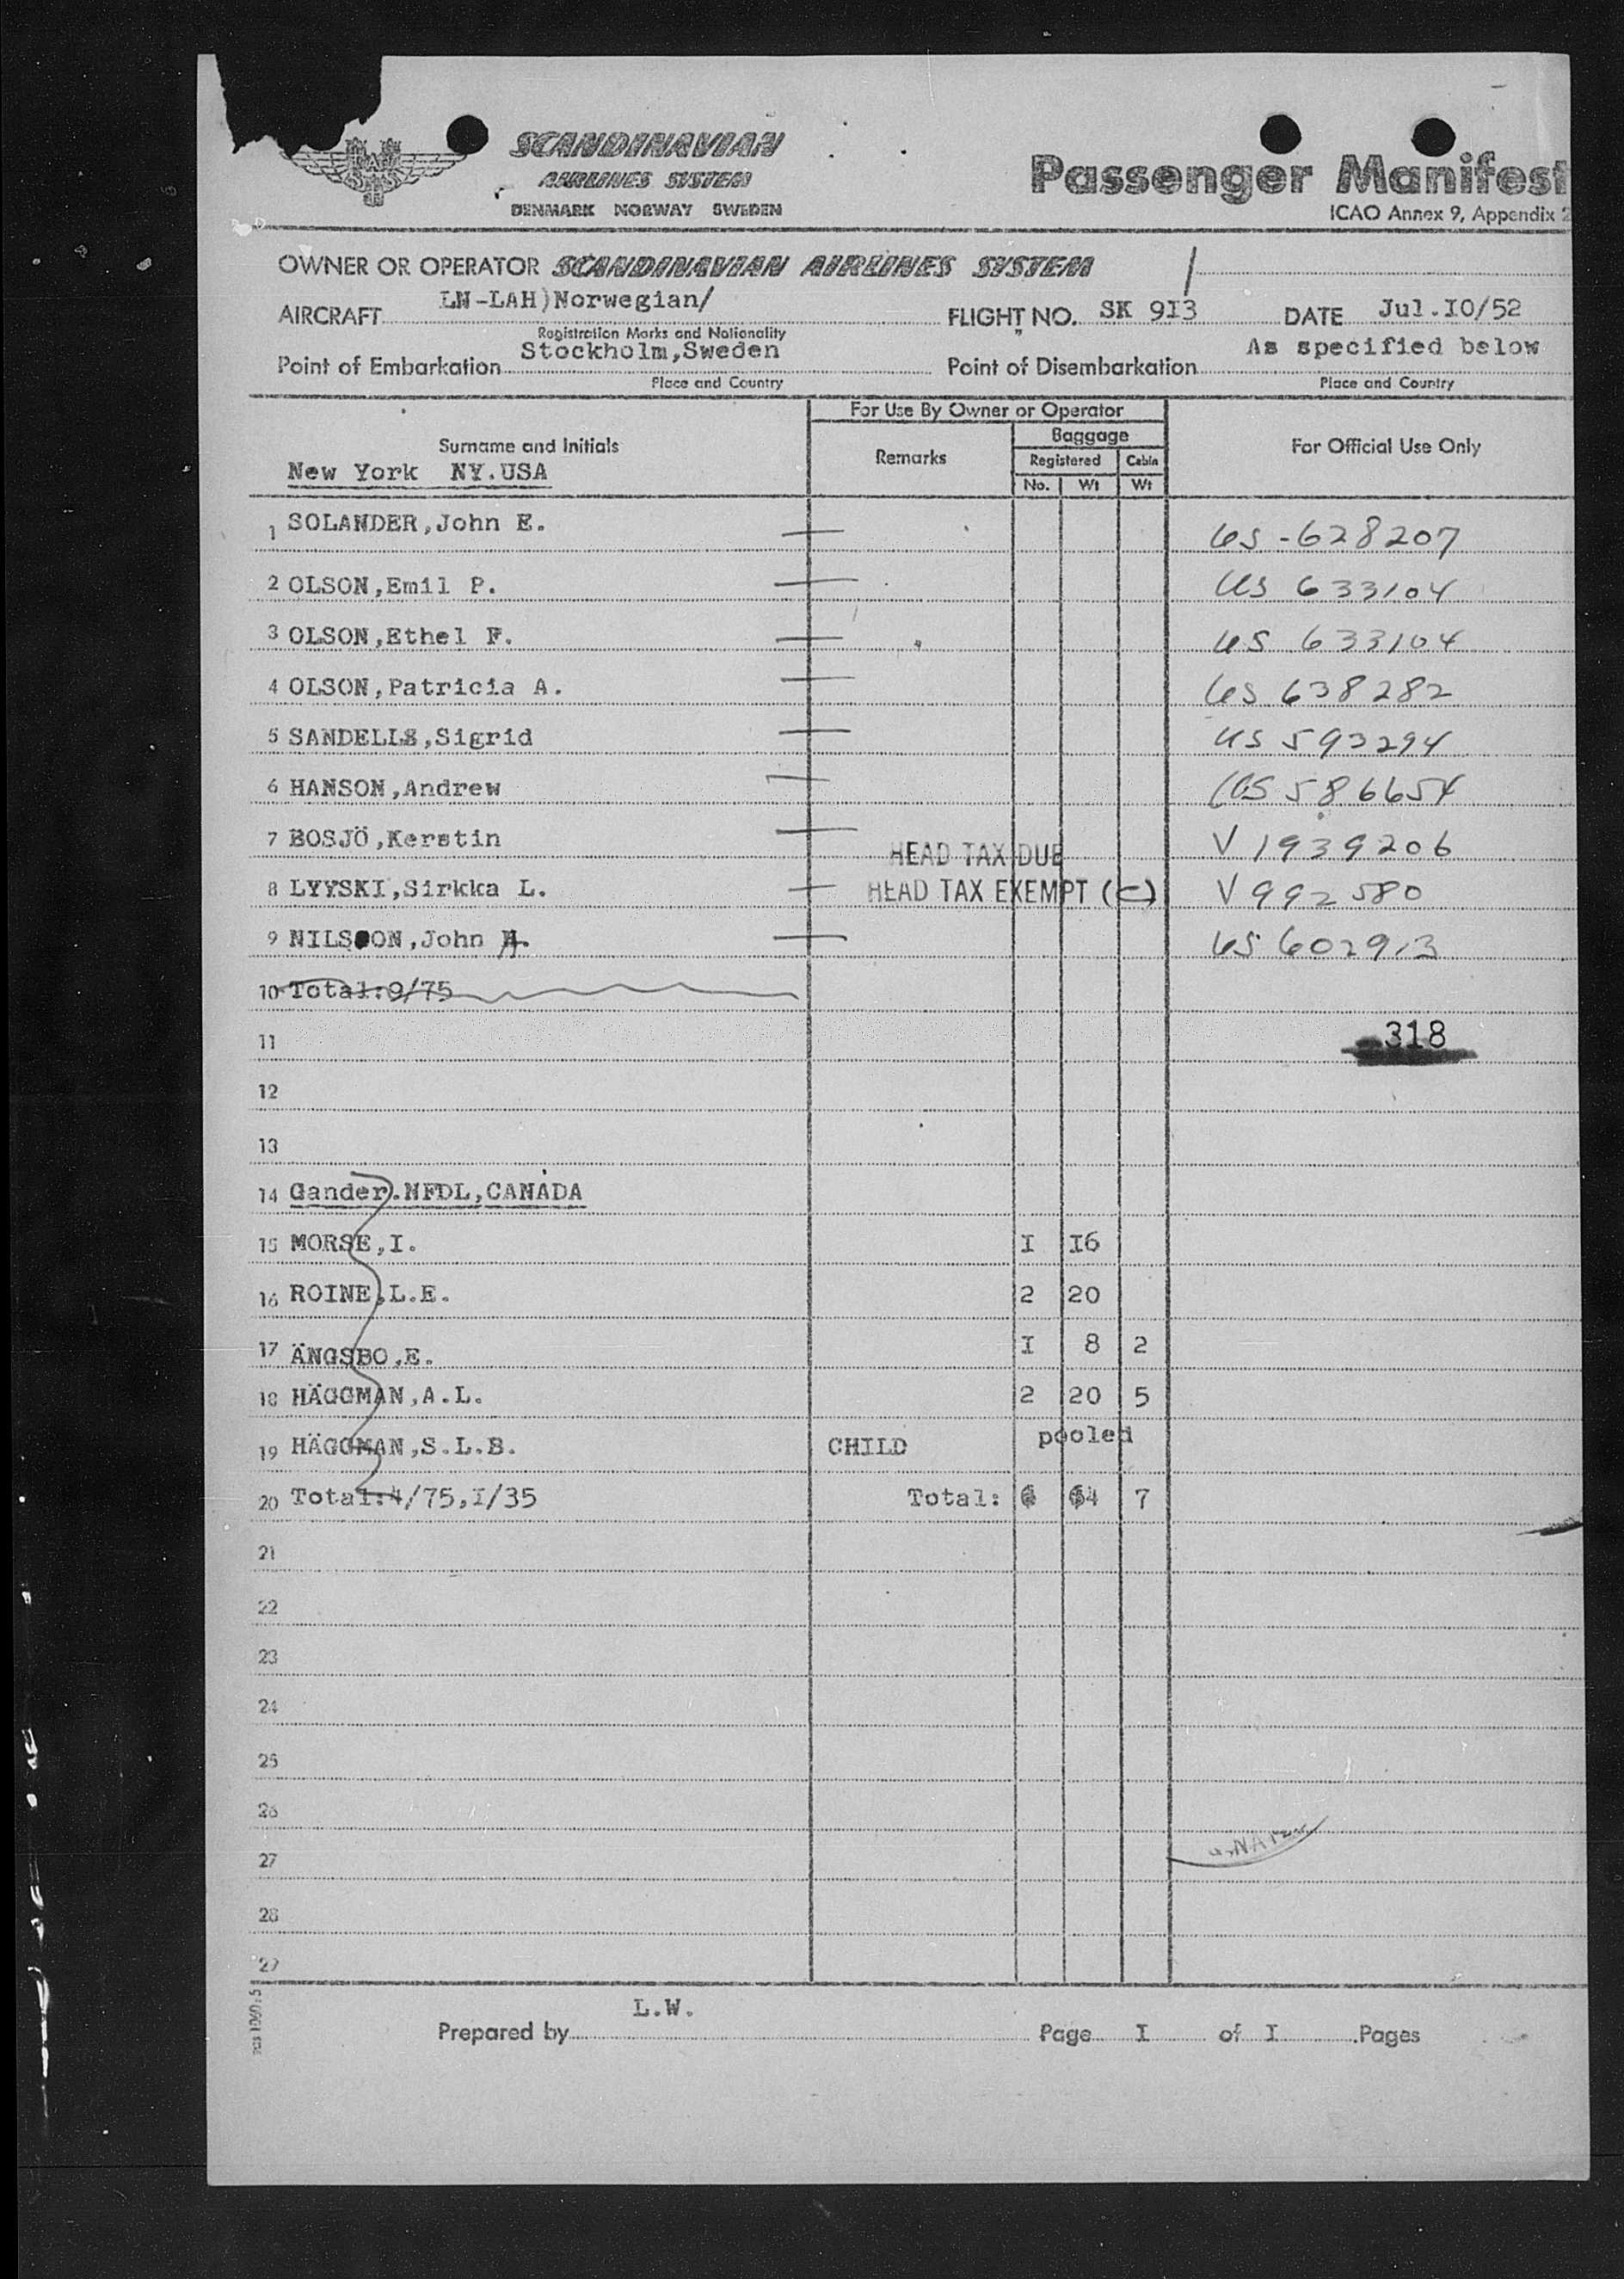 SCANDINAVIAN
AIRLINES SYSTEM
DENMARK NORWAY SWEDEN
Passenger Manifest
ICAO Annex 9, Appendix 2
OWNER OR OPERATOR SCANDINAVIAN AIRLINES SYSTEM
AIRCRAFT LN-LAH)Norwegian/ FLIGHT NO. SK 9I3 DATE Jul.I0/52
Registration Marks and Nationality
Point of Embarkation Stockholm,Sweden Point of Disembarkation As specified below
Place and Country Place and Country
For Use By Owner or Operator
Surname and Initials Remarks Baggage For Official Use Only
Registered Cabin
New York NY.USA No. Wt Wt
1 SOLANDER,John E. US-628207
2 OLSON,Emil P. US 633104
3 OLSON,Ethel F. US 633104
4 OLSON,Patricia A. US 638282
5 SANDELLS,Sigrid US 593294
6 HANSON,Andrew US 586654
7 BOSJÖ,Kerstin HEAD TAX DUE V 1939206
8 LYYSKI,Sirkka L. HEAD TAX EXEMPT (C) V 992580
9 NILSSON,John A. US 602913
10 Total:9/75
11 318
12
13
14 Gander.NFDL,CANADA
15 MORSE,I. I I6
16 ROINE,L.E. 2 20
17 ÄNGSBO,E. I 8 2
18 HÄGGMAN,A.L. 2 20 5
19 HÄGGMAN,S.L.B. CHILD pooled
20 Total:4/75,I/35 Total: 6 64 7
21
22
23
24
25
26
27
28
29
Prepared by L.W. Page I of I Pages